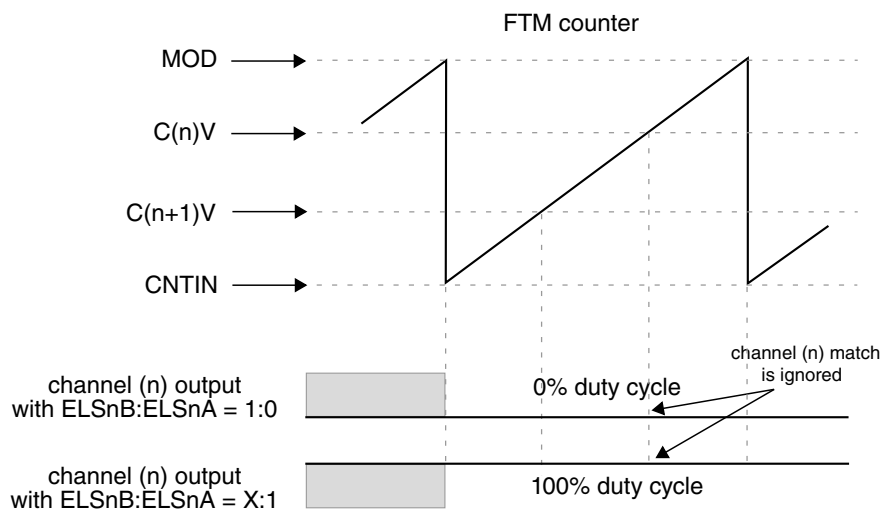 FTM counter
MOD
C(n)V
C(n+1)V
CNTIN
channel (n) match
is ignored
channel (n) output
with ELSnB:ELSnA = 1:0
0% duty cycle
channel (n) output
with ELSnB:ELSnA = X:1
100% duty cycle